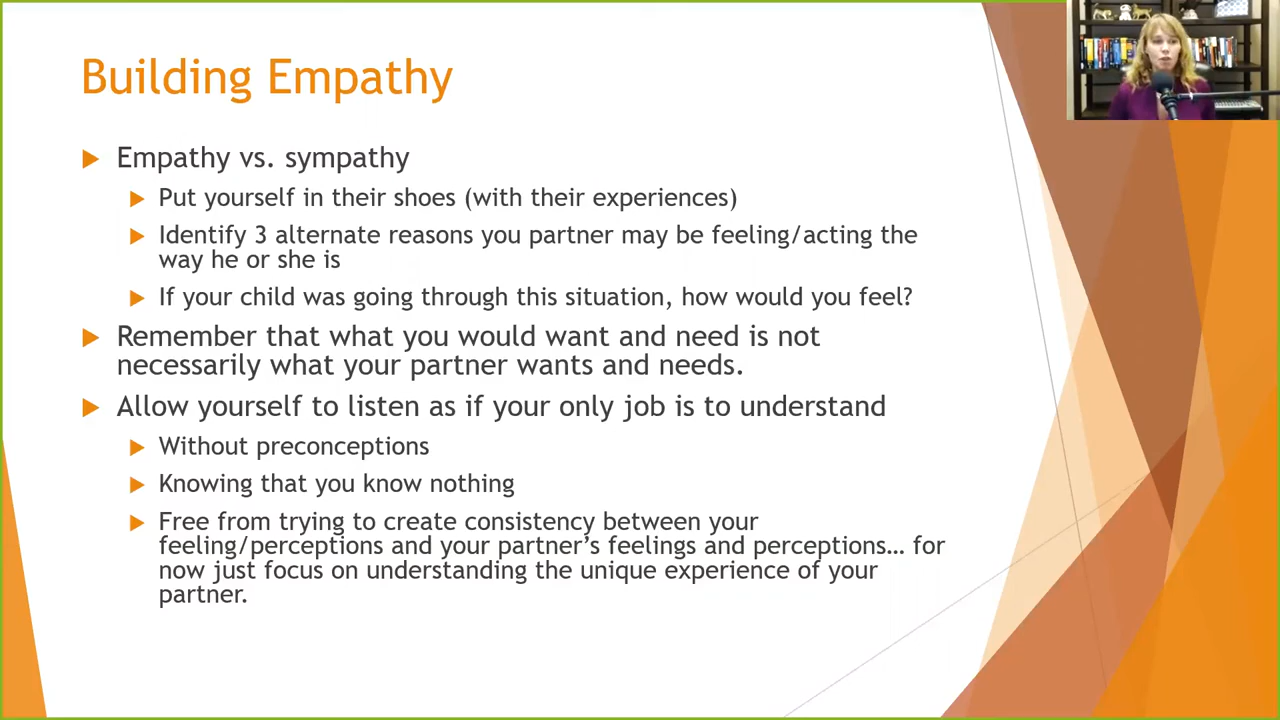 Building Empathy
Empathy vs. sympathy
Put yourself in their shoes (with their experiences)
Identify 3 alternate reasons you partner may be feeling/acting the
way he or she is
If your child was going through this situation, how would you feel?
Remember that what you would want and need is not
necessarily what your partner wants and needs.
Allow yourself to listen as if your only job is to understand
Without preconceptions
Knowing that you know nothing
Free from trying to create consistency between your
feeling/perceptions and your partner’s feelings and perceptions… for
now just focus on understanding the unique experience of your
partner.